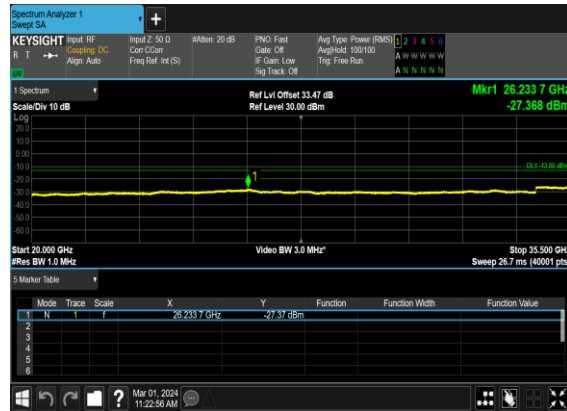 Spectrum Analyzer 1
Swept SA
+
KEYSIGHT Input: RF Input Z: 50 Ω #Atten: 20 dB PNO: Fast Avg Type: Power (RMS) 1 2 3 4 5 6
R T Coupling: DC Corr CCorr Gate: Off Avg|Hold: 100/100 A W W W W W
Align: Auto Freq Ref: Int (S) IF Gain: Low Trig: Free Run
Sig Track: Off A N N N N N
1 Spectrum Ref Lvl Offset 33.47 dB Mkr1 26.233 7 GHz
Scale/Div 10 dB Ref Level 30.00 dBm -27.368 dBm
Log
20.0
10.0
0.00
-10.0
DL1 -13.00 dBm
1
-20.0
-30.0
-40.0
-50.0
-60.0
Start 20.000 GHz Video BW 3.0 MHz* Stop 35.500 GHz
#Res BW 1.0 MHz Sweep 26.7 ms (40001 pts)
5 Marker Table
Mode Trace Scale X Y Function Function Width Function Value
1 N 1 f 26.233 7 GHz -27.37 dBm
2
3
4
5
6
? Mar 01, 2024
11:22:56 AM